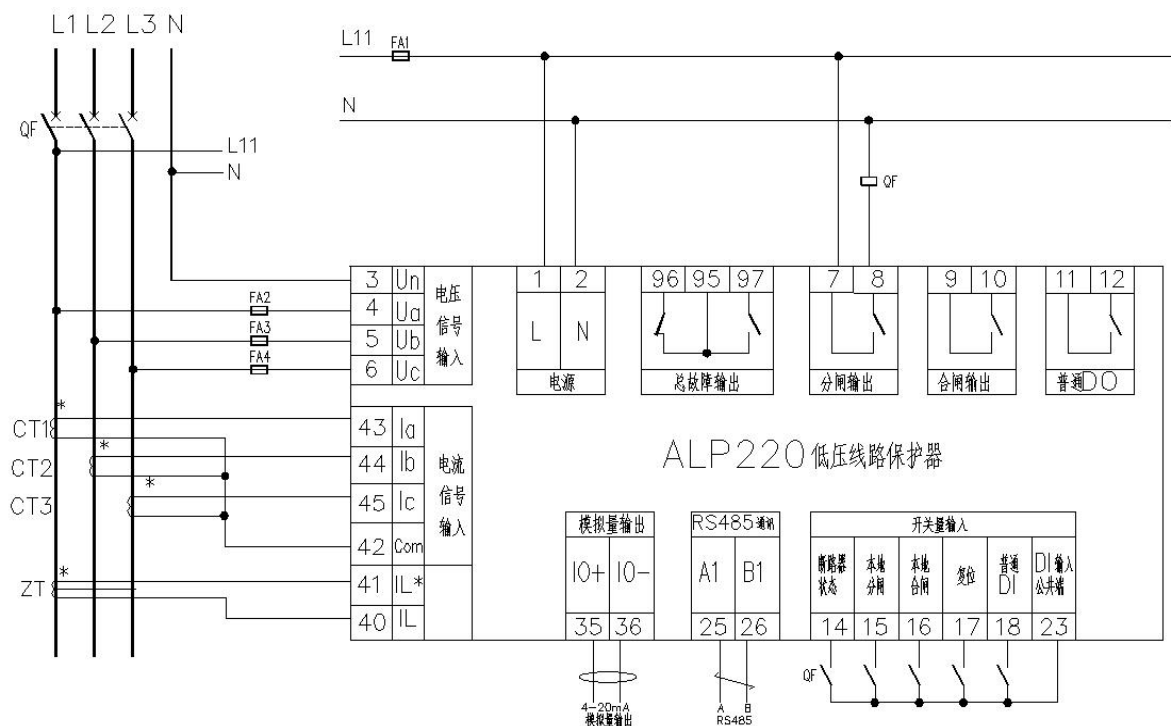 L1 L2 L3 N
L11 FA1
N
QF
L11
N
QF
3 Un
4 Ua
5 Ub
6 Uc
电压信号输入
FA2
FA3
FA4
1 2
L N
电源
96 95 97
总故障输出
7 8
分闸输出
9 10
合闸输出
11 12
普通DO
CT1 *
CT2 *
CT3 *
ZT *
43 Ia
44 Ib
45 Ic
42 Com
41 IL*
40 IL
电流信号输入
ALP220低压线路保护器
模拟量输出
IO+ IO-
35 36
4-20mA
模拟量输出
RS485通讯
A1 B1
25 26
A B
RS485
开关量输入
断路器状态 本地分闸 本地合闸 复位 普通DI DI输入公共端
14 15 16 17 18 23
QF